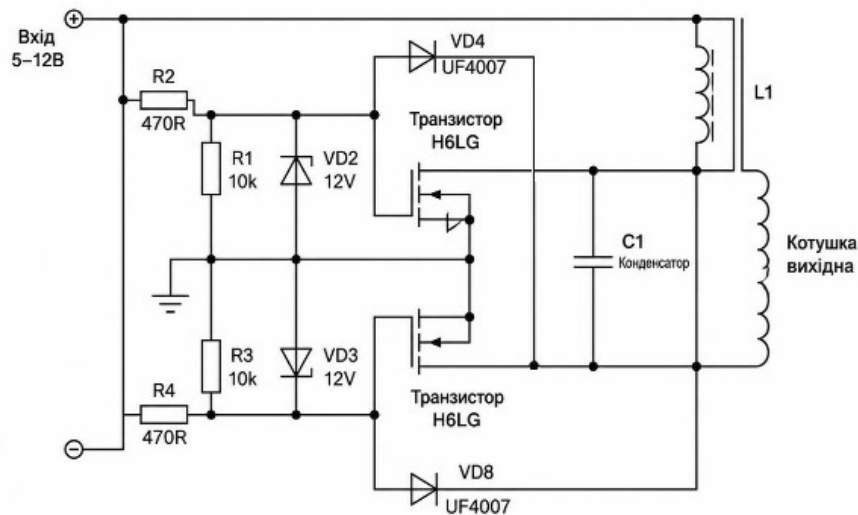 Вхід
5–12В
R2
470R
R1
10k
VD2
12V
VD4
UF4007
Транзистор
H6LG
L1
C1
Конденсатор
Котушка
вихідна
R3
10k
R4
470R
VD3
12V
Транзистор
H6LG
VD8
UF4007